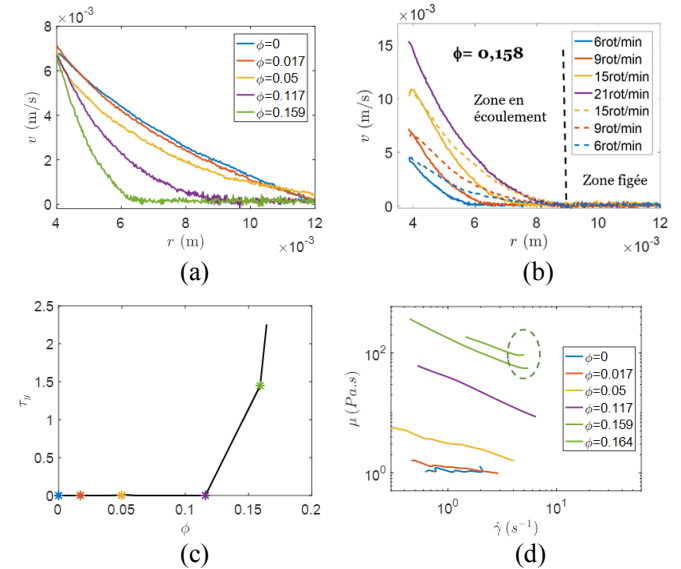 ×10⁻³
8
6
4
2
0
v (m/s)
4
6
8
10
12
r (m)
×10⁻³
ϕ=0
ϕ=0.017
ϕ=0.05
ϕ=0.117
ϕ=0.159
(a)
×10⁻³
15
10
5
0
v (m/s)
4
6
8
10
12
r (m)
×10⁻³
ϕ= 0,158
Zone en
écoulement
Zone figée
6rot/min
9rot/min
15rot/min
21rot/min
15rot/min
9rot/min
6rot/min
(b)
2.5
2
1.5
1
0.5
0
τy
0
0.05
0.1
0.15
0.2
ϕ
(c)
10²
10⁰
μ (Pa.s)
10⁰
10¹
γ̇ (s⁻¹)
ϕ=0
ϕ=0.017
ϕ=0.05
ϕ=0.117
ϕ=0.159
ϕ=0.164
(d)